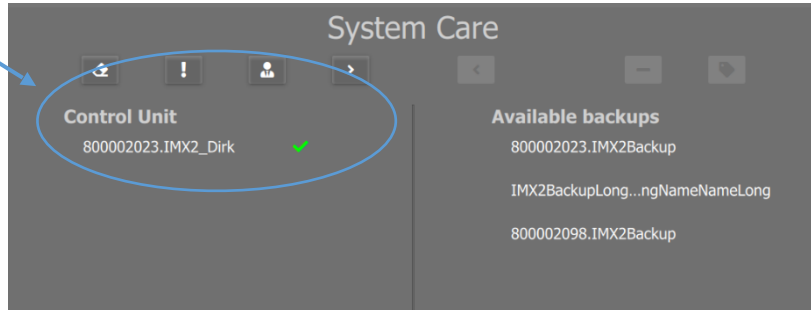 System Care
Control Unit
800002023.IMX2_Dirk
Available backups
800002023.IMX2Backup
IMX2BackupLong...ngNameNameLong
800002098.IMX2Backup